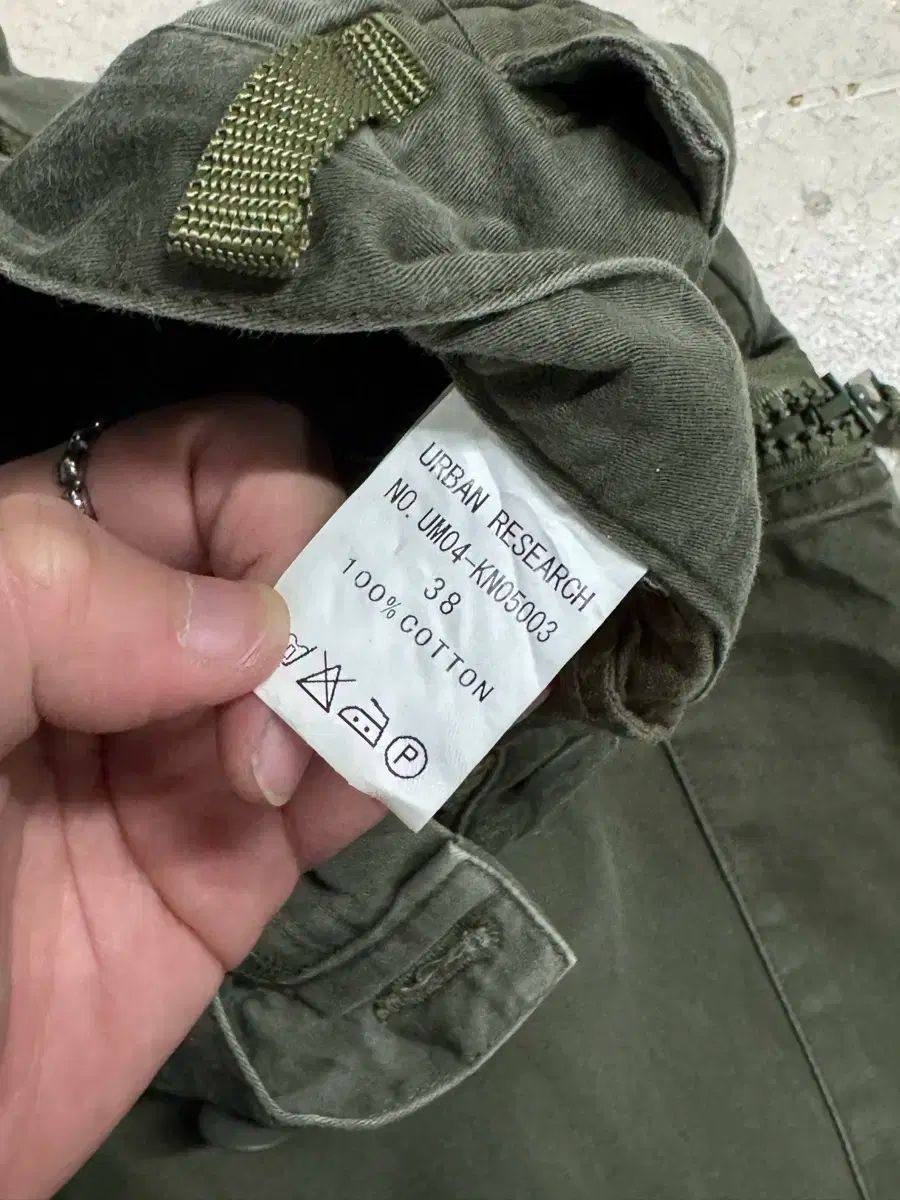 URBAN RESEARCH
NO. UM04-KN05003
38
100%COTTON
P